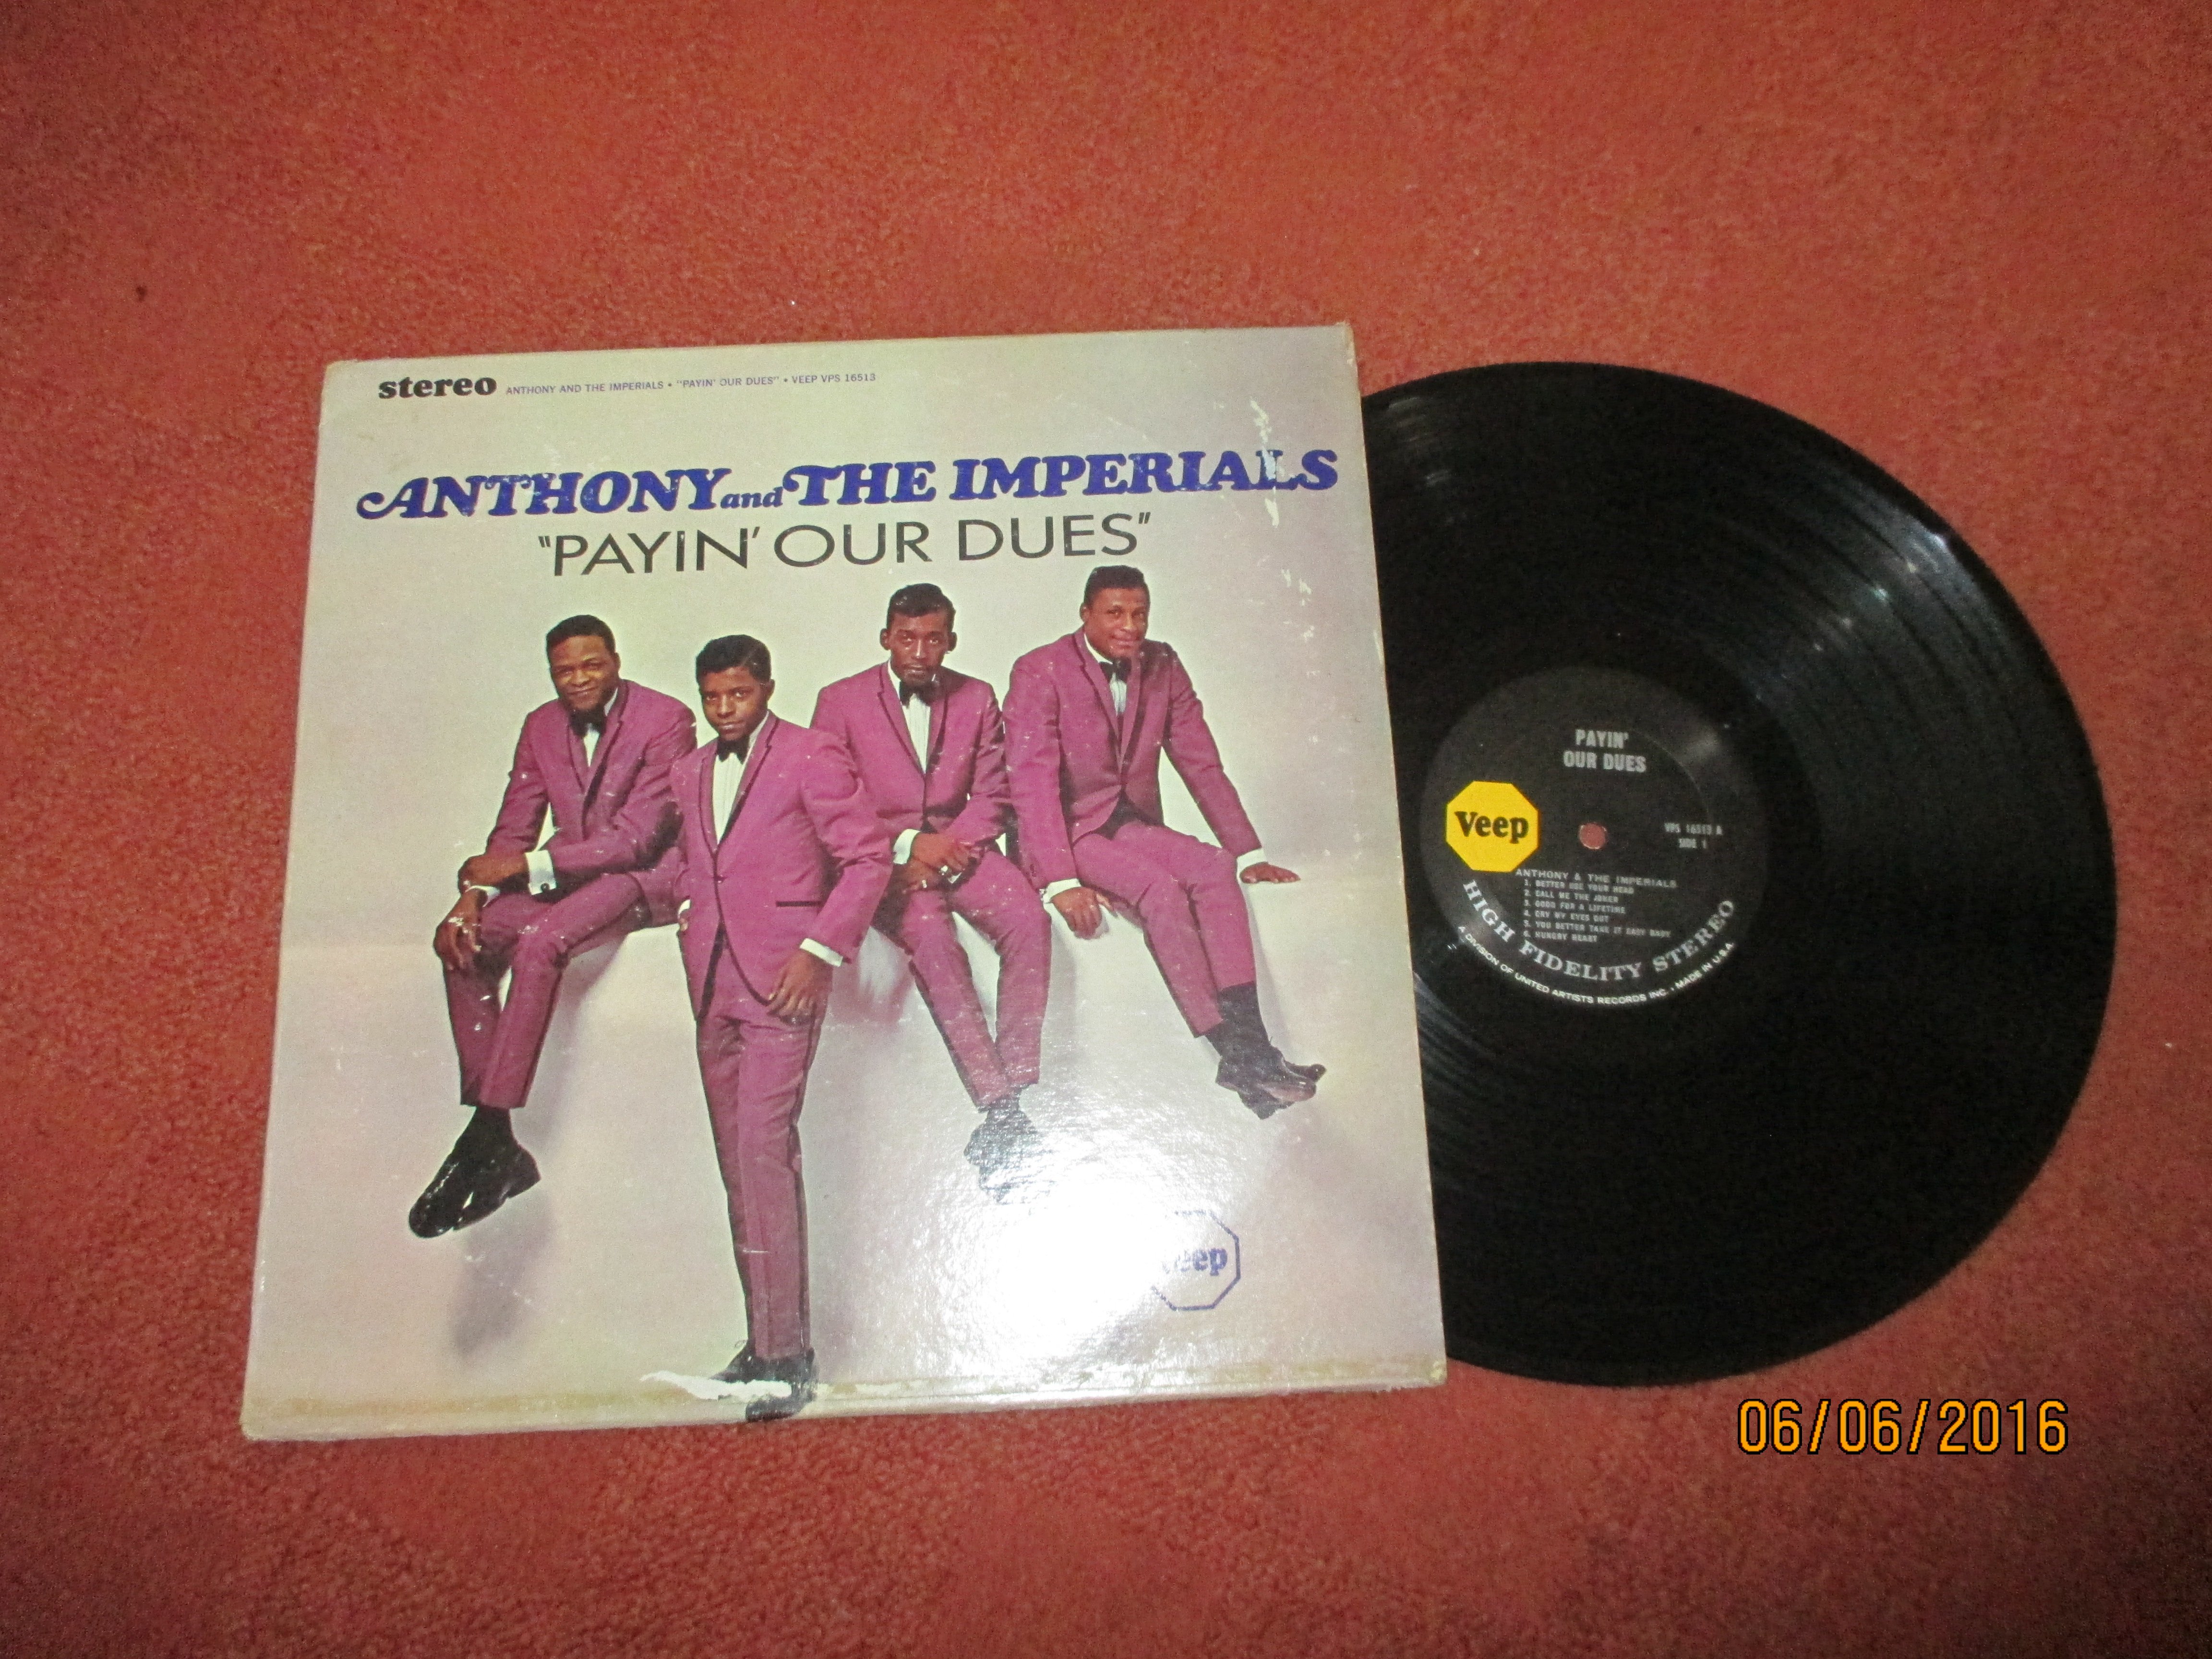 stereo ANTHONY AND THE IMPERIALS • "PAYIN' OUR DUES" • VEEP VPS 16513
ANTHONY and THE IMPERIALS
"PAYIN' OUR DUES"
eep
PAYIN'
OUR DUES
Veep
VPS 16513 A
SIDE 1
ANTHONY & THE IMPERIALS
1. BETTER USE YOUR HEAD
2. CALL ME THE JOKER
3. GOOD FOR A LIFETIME
4. CRY MY EYES OUT
5. YOU BETTER TAKE IT EASY BABY
6. HUNGRY HEART
HIGH FIDELITY STEREO
A DIVISION OF UNITED ARTISTS RECORDS INC. • MADE IN U.S.A.
06/06/2016